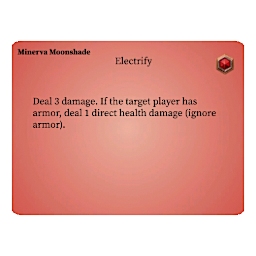 Minerva Moonshade
Electrify
Deal 3 damage. If the target player has
armor, deal 1 direct health damage (ignore
armor).